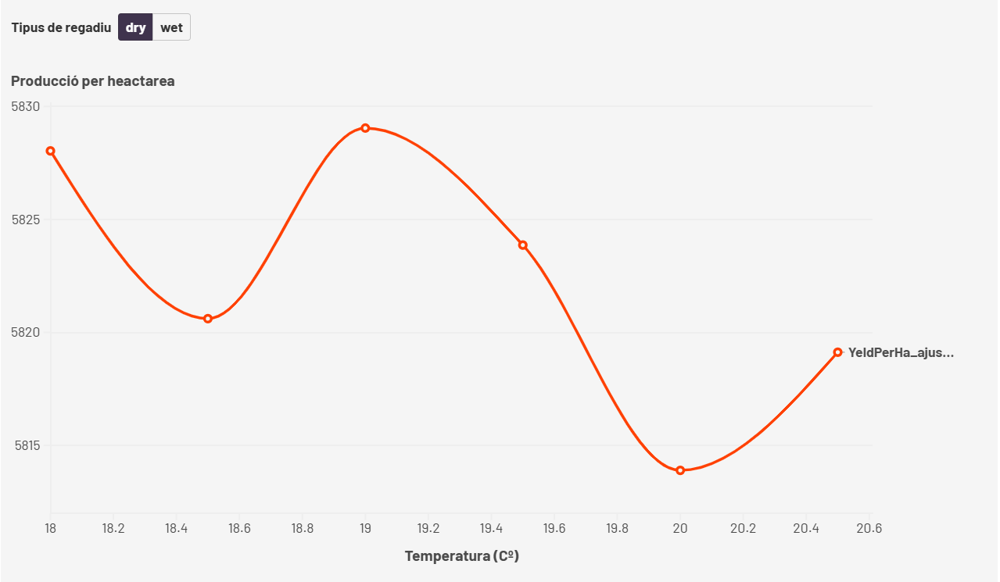 Tipus de regadiu dry wet
Producció per heactarea
5830
5825
5820
5815
YeldPerHa_ajus...
18 18.2 18.4 18.6 18.8 19 19.2 19.4 19.6 19.8 20 20.2 20.4 20.6
Temperatura (Cº)